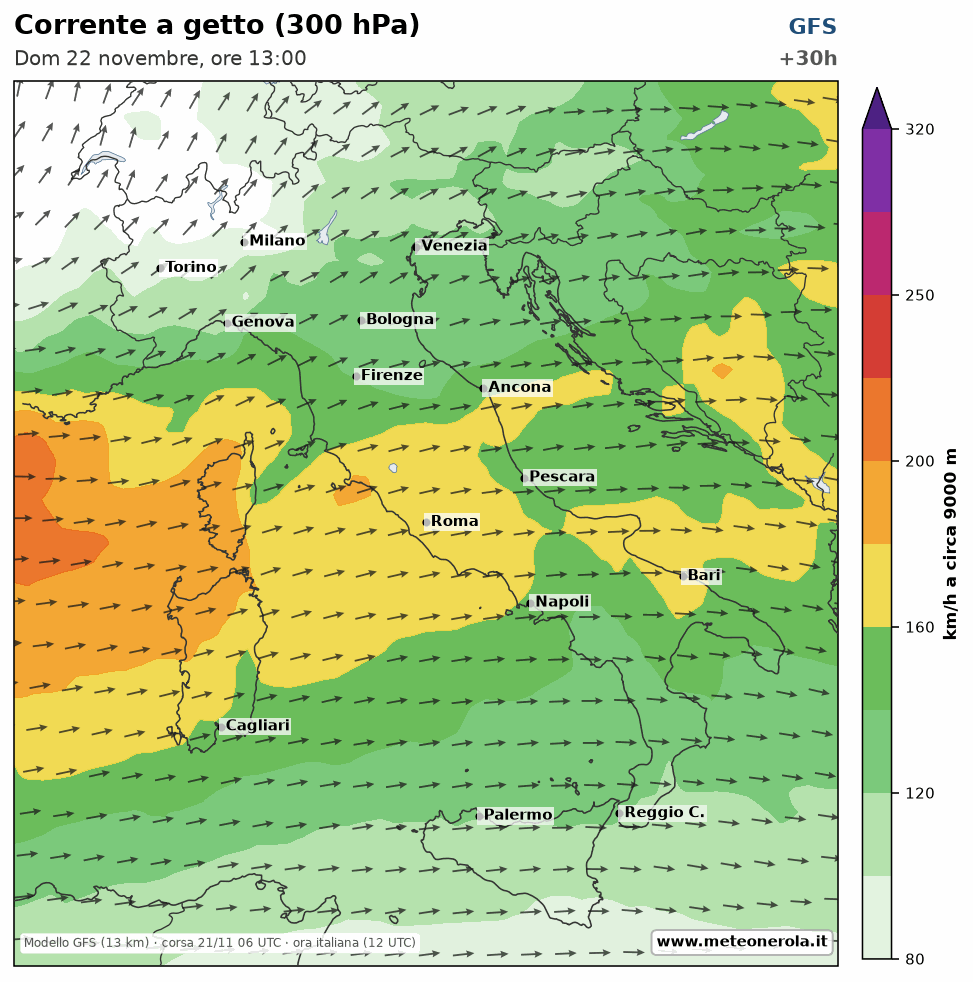 Corrente a getto (300 hPa)
GFS
Dom 22 novembre, ore 13:00
+30h
Milano
Venezia
Torino
Genova
Bologna
Firenze
Ancona
Pescara
Roma
Bari
Napoli
Cagliari
Palermo
Reggio C.
320
250
200
160
120
80
km/h a circa 9000 m
Modello GFS (13 km) · corsa 21/11 06 UTC · ora italiana (12 UTC)
www.meteonerola.it